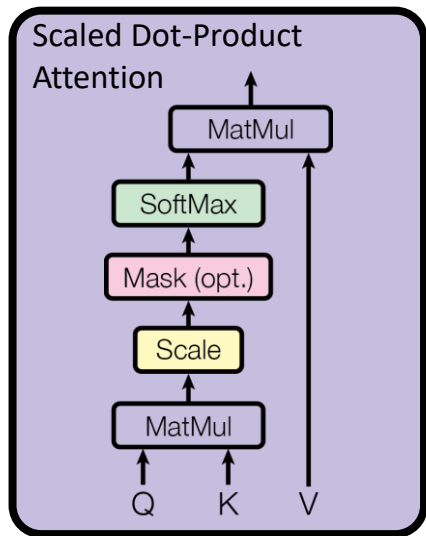 Scaled Dot-Product
Attention
MatMul
SoftMax
Mask (opt.)
Scale
MatMul
Q K V